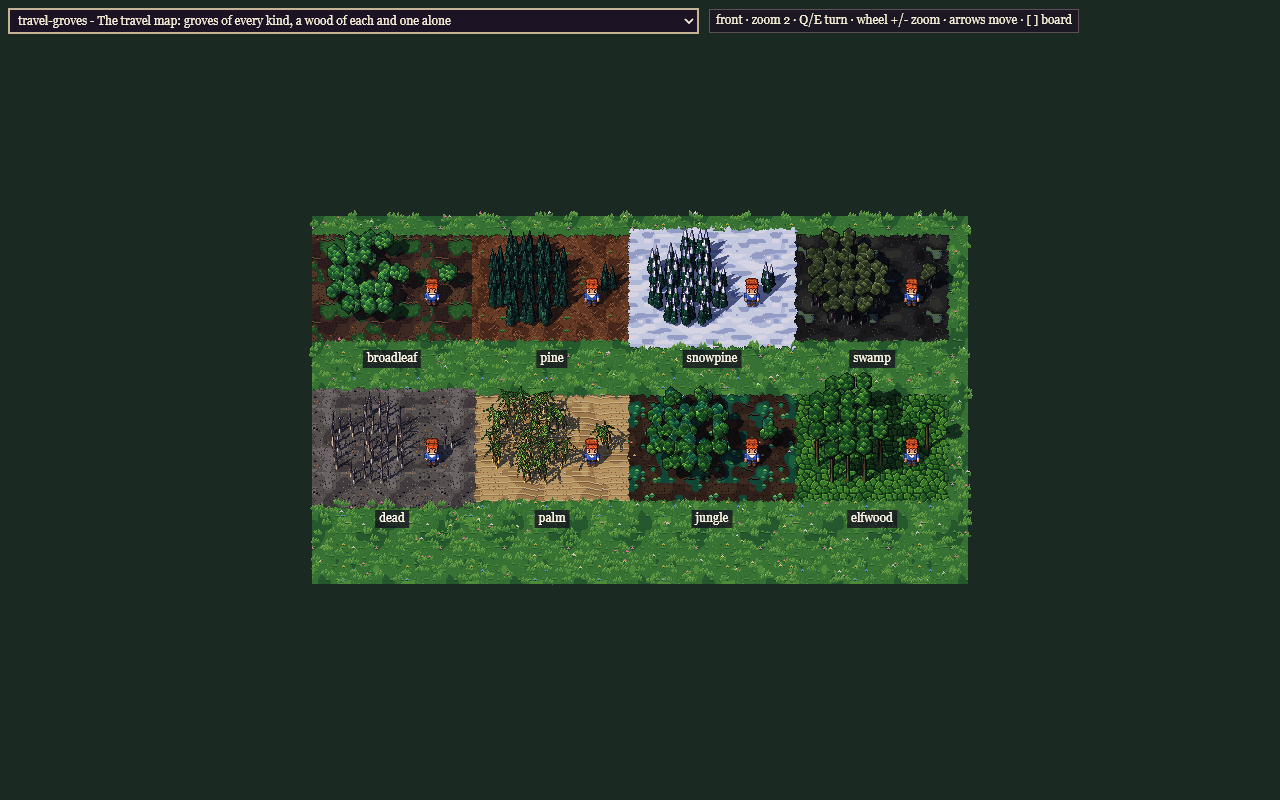 travel-groves - The travel map: groves of every kind, a wood of each and one alone
front · zoom 2 · Q/E turn · wheel +/- zoom · arrows move · [ ] board
broadleaf
pine
snowpine
swamp
dead
palm
jungle
elfwood